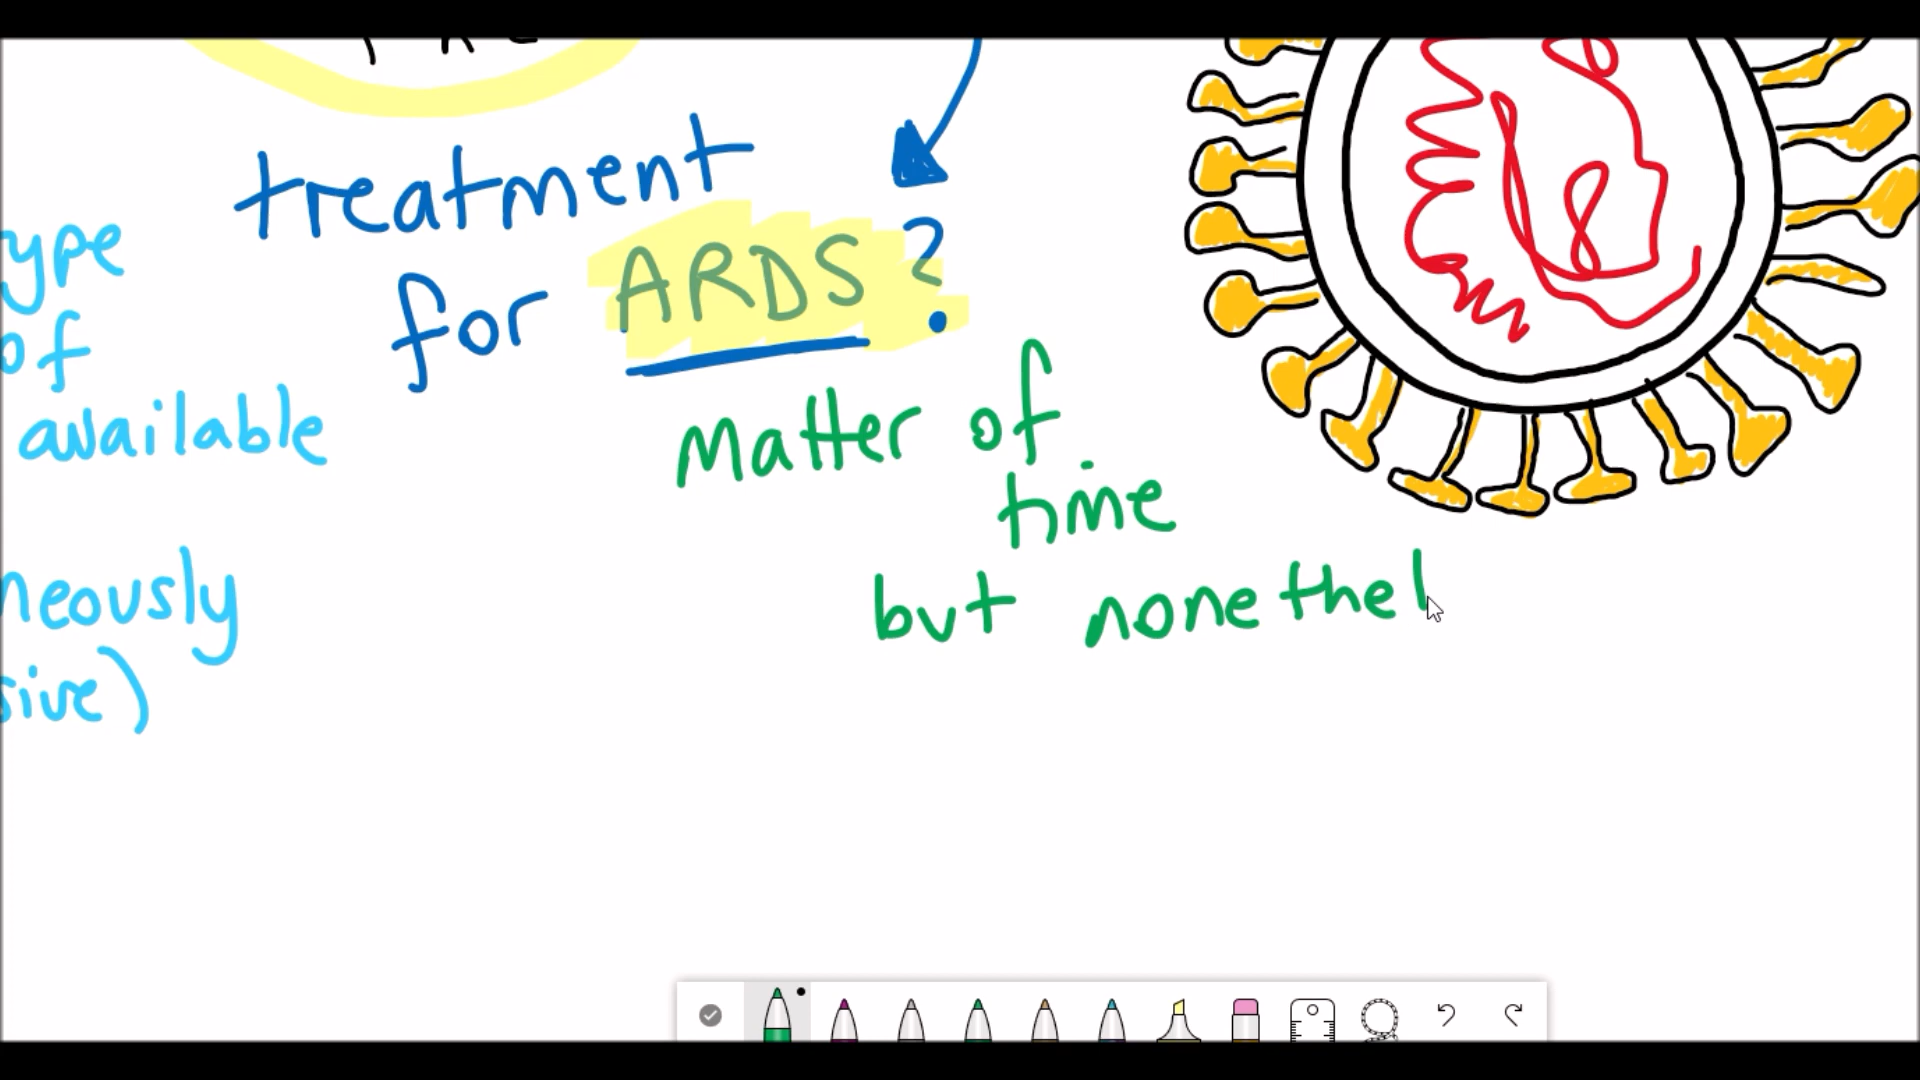 treatment
for ARDS?
Matter of
time
but nonethel
ype
of
available
neously
sive)